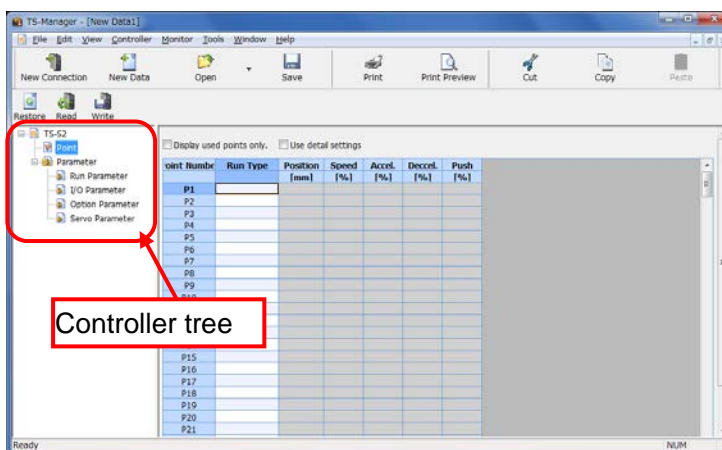 TS-Manager - [New Data1]
File Edit View Controller Monitor Tools Window Help
New Connection New Data Open Save Print Print Preview Cut Copy Paste
Restore Read Write
TS-S2
Point
Parameter
Run Parameter
I/O Parameter
Option Parameter
Servo Parameter
Controller tree
Display used points only. Use detail settings
oint Numbe Run Type Position Speed Accel. Deccel. Push
[mm] [%] [%] [%] [%]
P1
P2
P3
P4
P5
P6
P7
P8
P9
P10
P15
P16
P17
P18
P19
P20
P21
Ready NUM